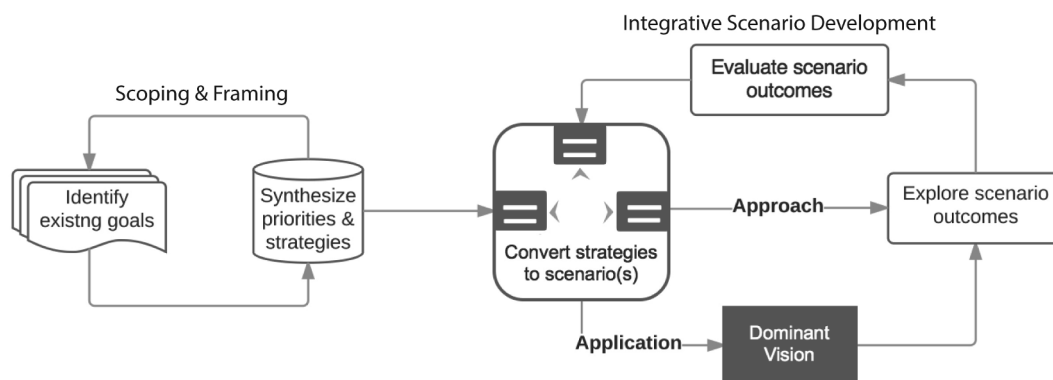 Integrative Scenario Development
Scoping & Framing
Evaluate scenario
outcomes
Identify
existng goals
Synthesize
priorities &
strategies
Convert strategies
to scenario(s)
Approach
Explore scenario
outcomes
Application
Dominant
Vision